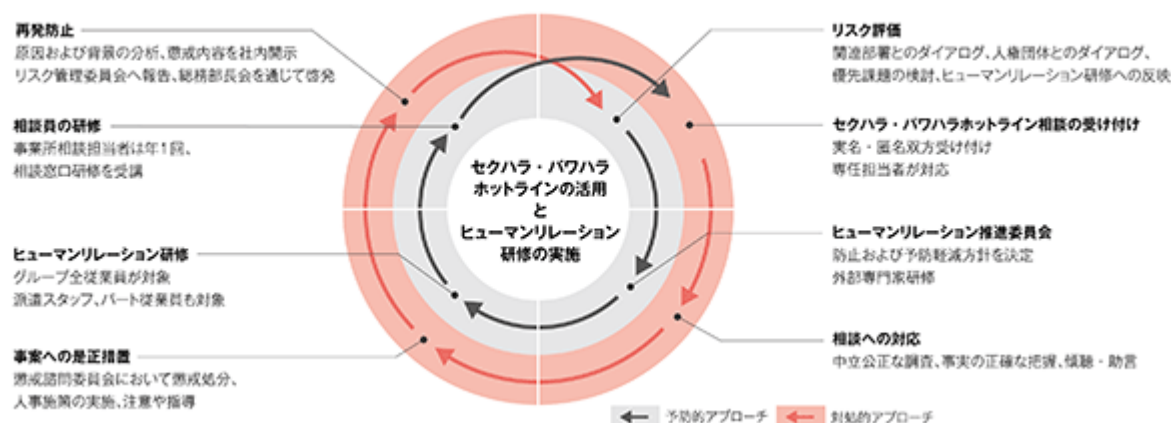 再発防止
原因および背景の分析、懲戒内容を社内開示
リスク管理委員会へ報告、総務部長会を通じて啓発
相談員の研修
事業所相談担当者は年1回、
相談窓口研修を受講
ヒューマンリレーション研修
グループ全従業員が対象
派遣スタッフ、パート従業員も対象
事案への是正措置
懲戒諮問委員会において懲戒処分、
人事施策の実施、注意や指導
セクハラ・パワハラ
ホットラインの活用
と
ヒューマンリレーション
研修の実施
リスク評価
関連部署とのダイアログ、人権団体とのダイアログ、
優先課題の検討、ヒューマンリレーション研修への反映
セクハラ・パワハラホットライン相談の受け付け
実名・匿名双方受け付け
専任担当者が対応
ヒューマンリレーション推進委員会
防止および予防軽減方針を決定
外部専門家研修
相談への対応
中立公正な調査、事実の正確な把握、傾聴・助言
予防的アプローチ
対処的アプローチ